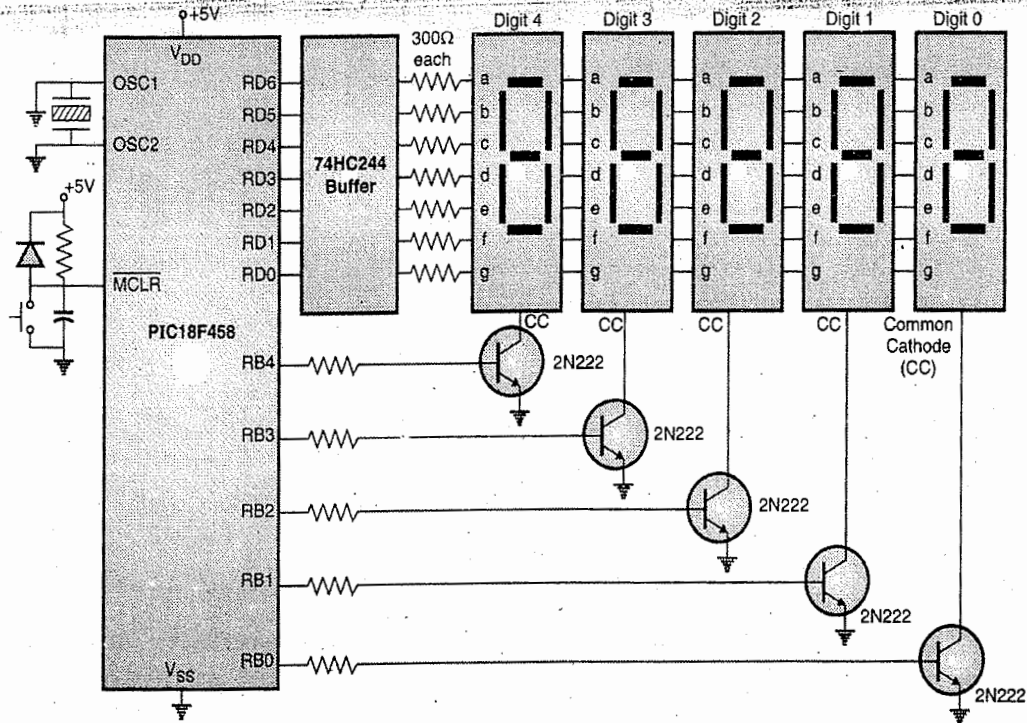 +5V
Digit 4 Digit 3 Digit 2 Digit 1 Digit 0
V_DD
300Ω
each
OSC1
OSC2
+5V
MCLR
PIC18F458
RD6
RD5
RD4
RD3
RD2
RD1
RD0
74HC244
Buffer
a
b
c
d
e
f
g
a
b
c
d
e
f
g
a
b
c
d
e
f
g
a
b
c
d
e
f
g
a
b
c
d
e
f
g
CC CC CC CC Common
Cathode
(CC)
RB4
2N222
RB3
2N222
RB2
2N222
RB1
2N222
RB0
2N222
V_SS